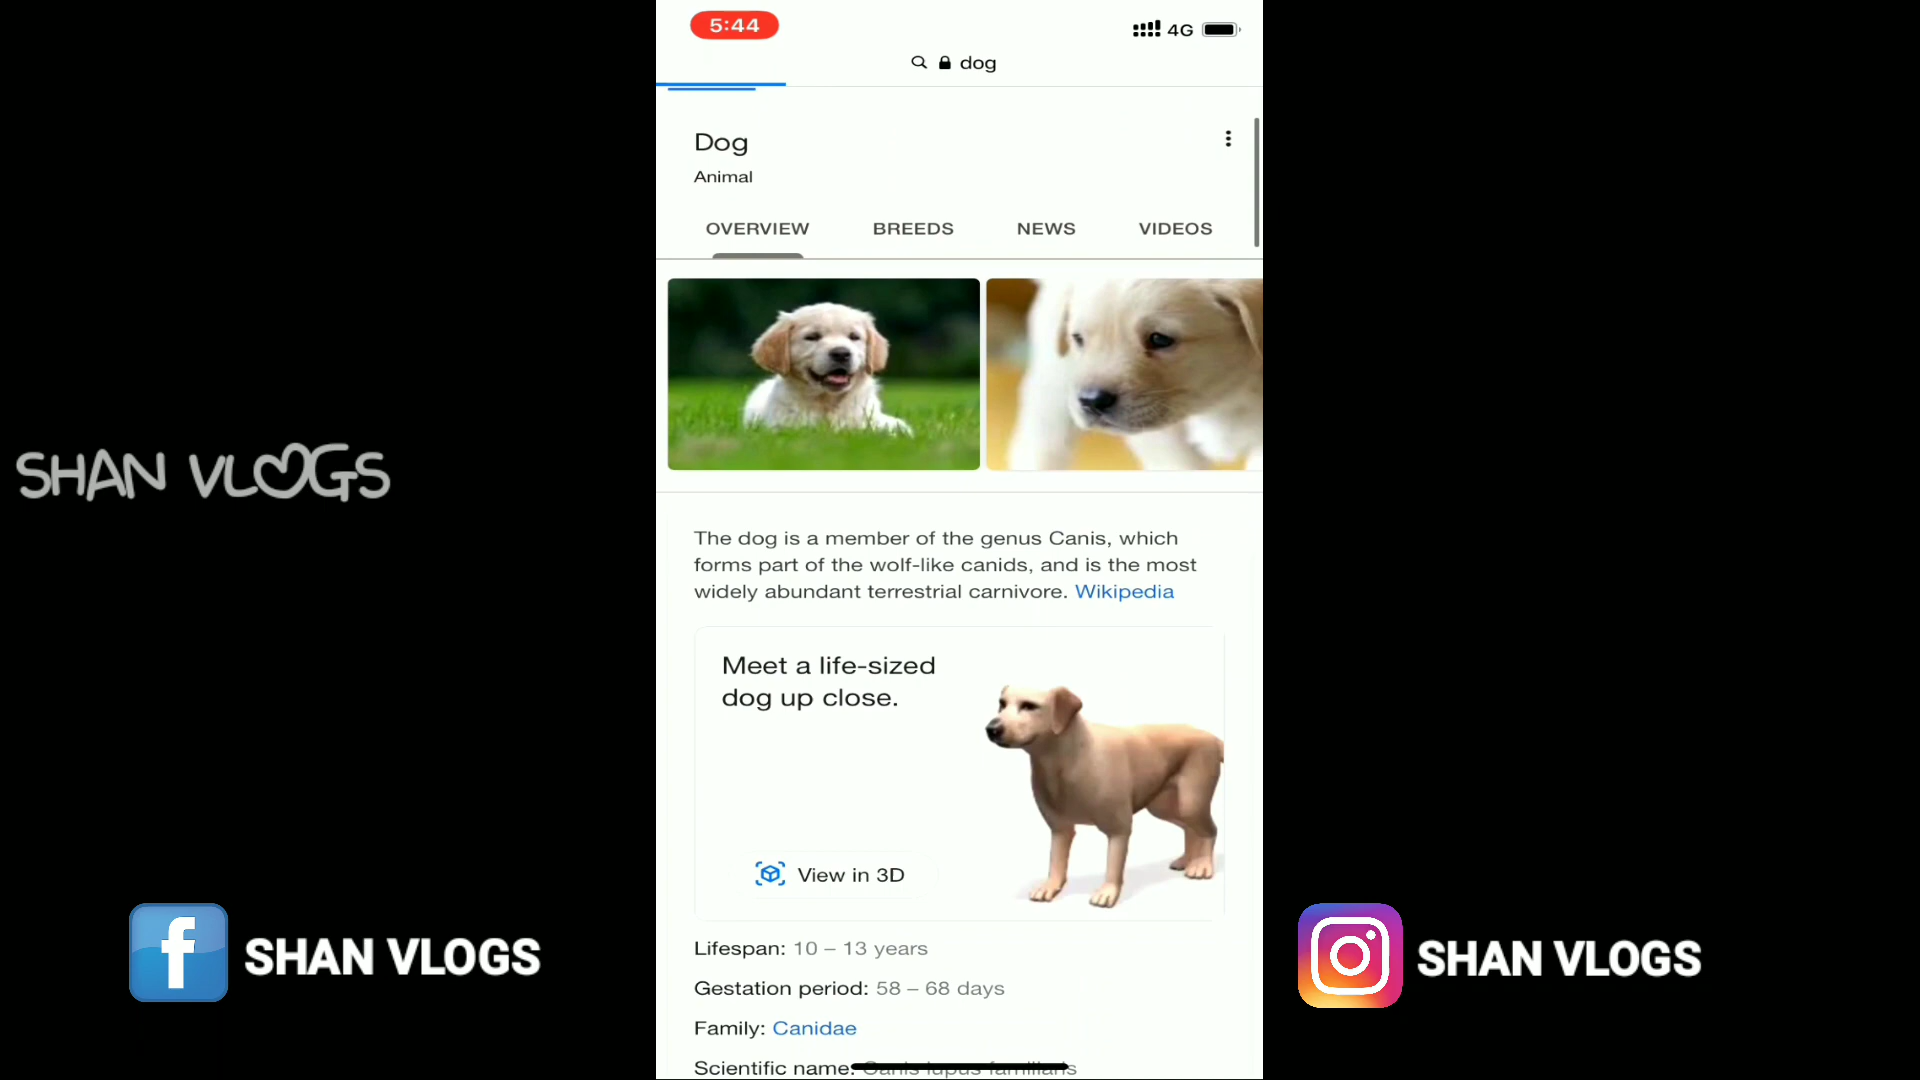 5:44
4G
dog
Dog
Animal
OVERVIEW BREEDS NEWS VIDEOS
The dog is a member of the genus Canis, which
forms part of the wolf-like canids, and is the most
widely abundant terrestrial carnivore. Wikipedia
Meet a life-sized
dog up close.
View in 3D
Lifespan: 10 – 13 years
Gestation period: 58 – 68 days
Family: Canidae
Scientific name: Canis lupus familiaris
SHAN VLOGS
f SHAN VLOGS
SHAN VLOGS